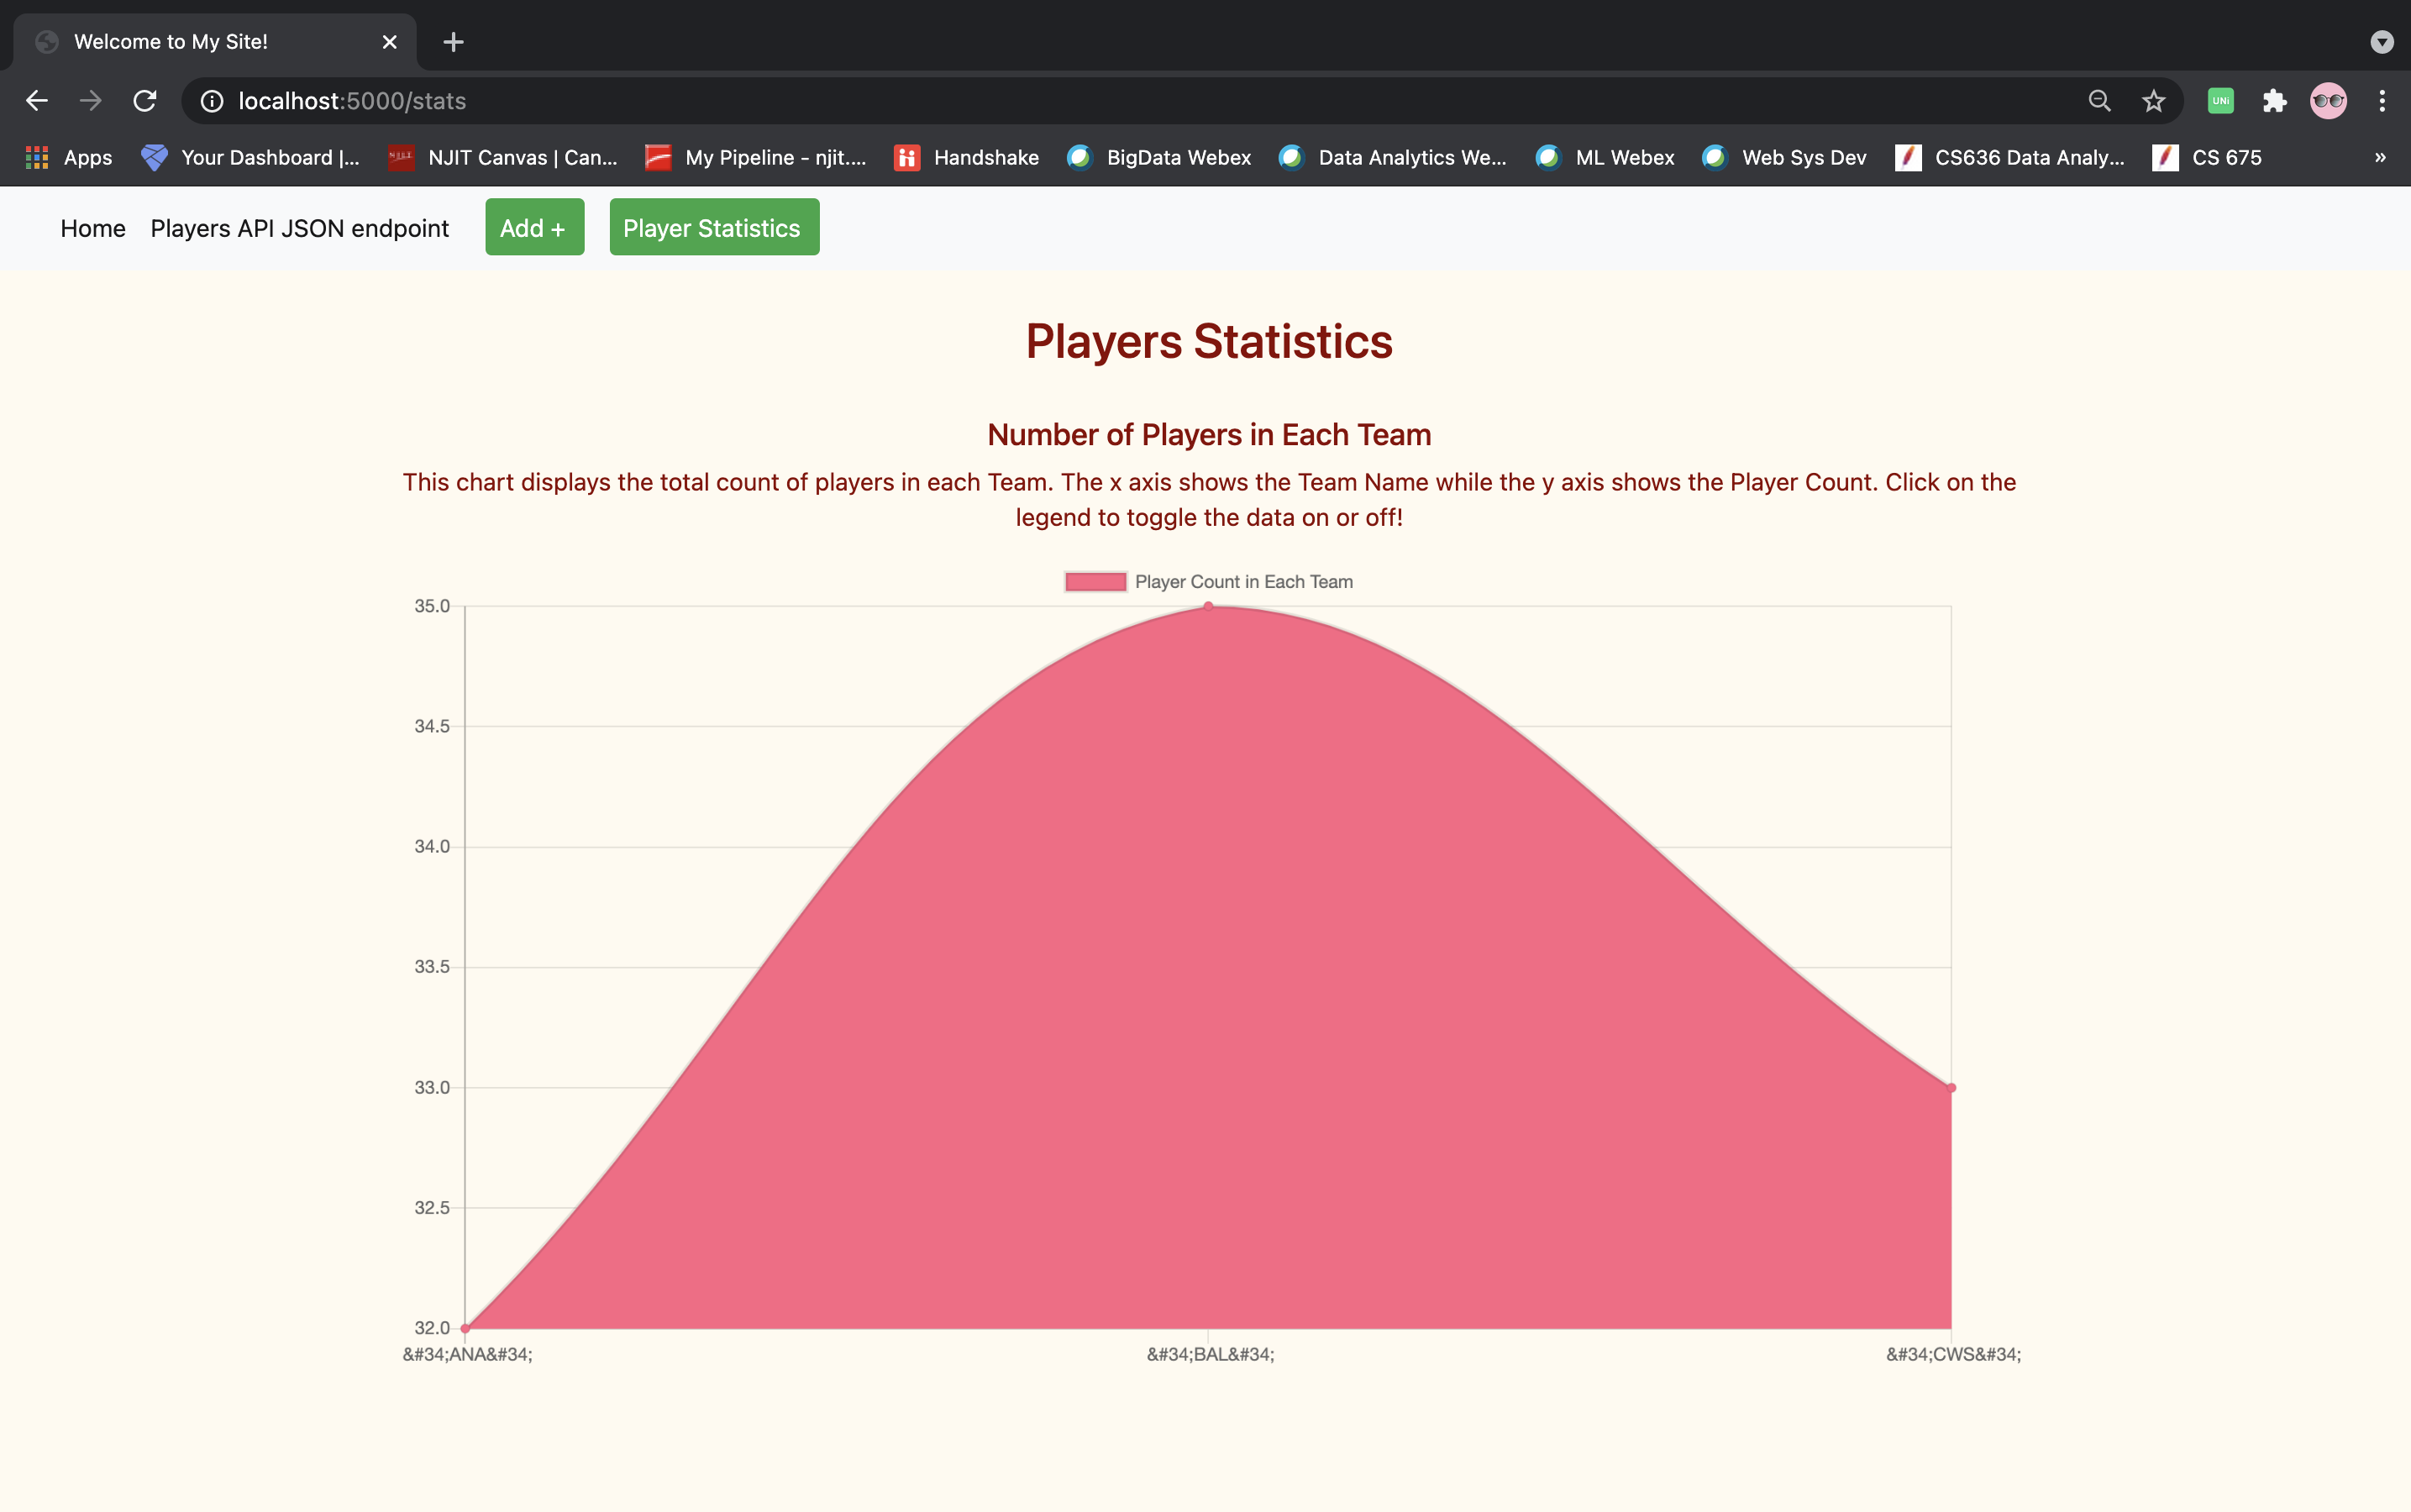 Welcome to My Site!
localhost:5000/stats
UNi
Apps Your Dashboard |... NJIT Canvas | Can... My Pipeline - njit.... Handshake BigData Webex Data Analytics We... ML Webex Web Sys Dev CS636 Data Analy... CS 675 »
Home Players API JSON endpoint Add + Player Statistics
Players Statistics
Number of Players in Each Team
This chart displays the total count of players in each Team. The x axis shows the Team Name while the y axis shows the Player Count. Click on the
legend to toggle the data on or off!
Player Count in Each Team
35.0
34.5
34.0
33.5
33.0
32.5
32.0
&#34;ANA&#34; &#34;BAL&#34; &#34;CWS&#34;